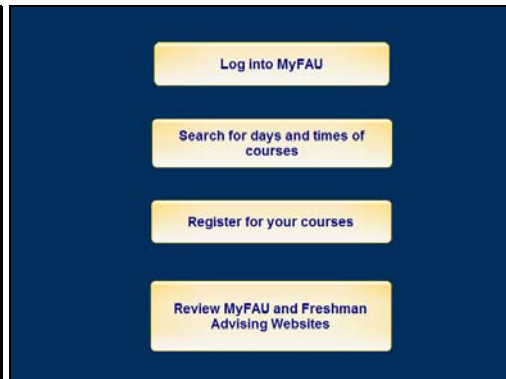 Log into MyFAU
Search for days and times of
courses
Register for your courses
Review MyFAU and Freshman
Advising Websites